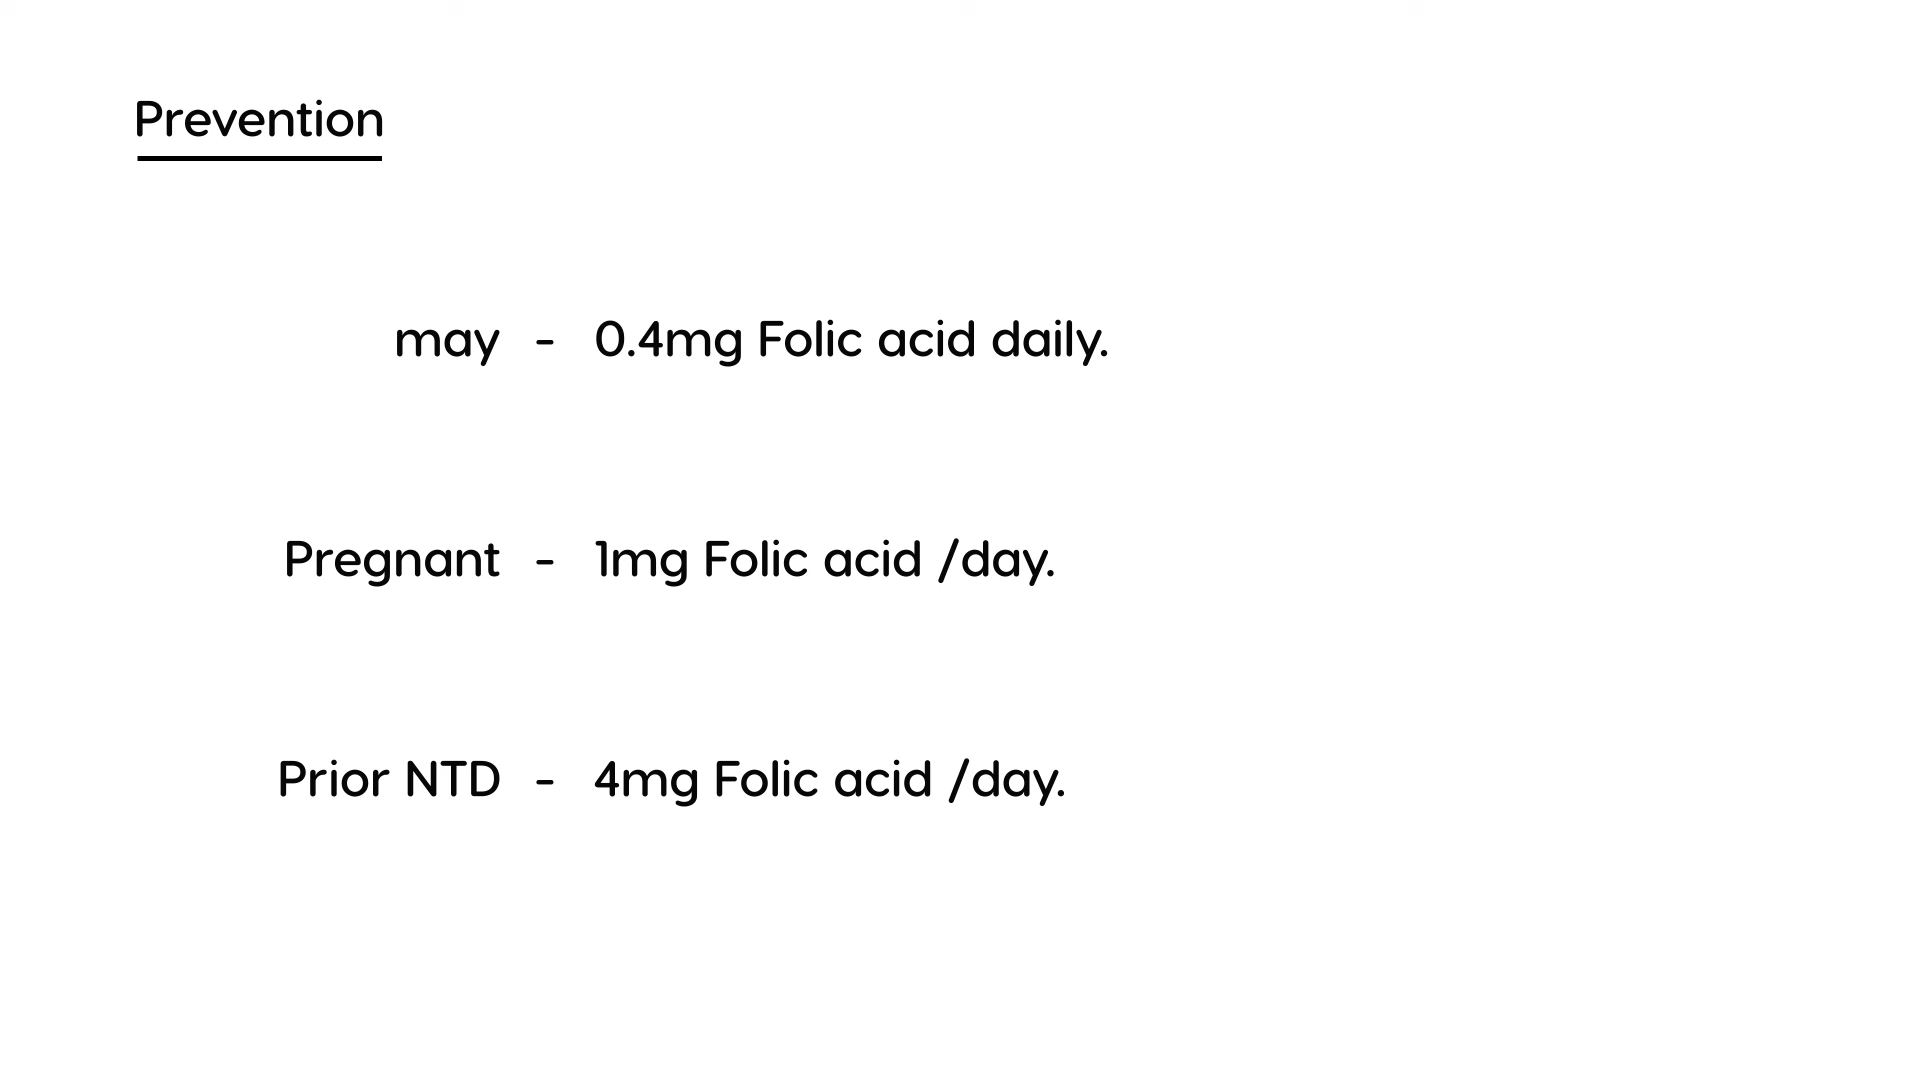 Prevention
may - 0.4mg Folic acid daily.
Pregnant - 1mg Folic acid /day.
Prior NTD - 4mg Folic acid /day.